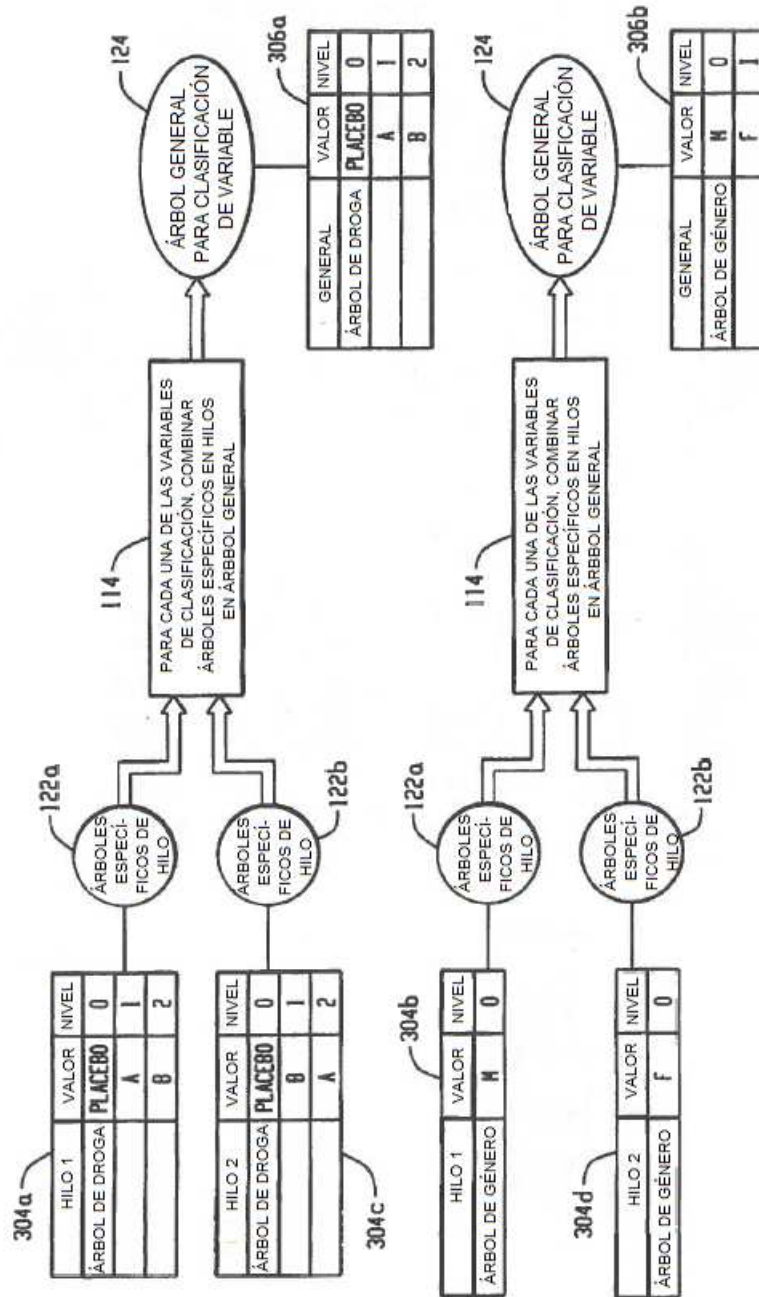 304a
HILO 1 VALOR NIVEL
ÁRBOL DE DROGA PLACEBO 0
A 1
B 2
122a
ÁRBOLES
ESPECÍ-
FICOS DE
HILO
HILO 2 VALOR NIVEL
ÁRBOL DE DROGA PLACEBO 0
B 1
A 2
304c
ÁRBOLES
ESPECÍ-
FICOS DE
HILO
122b
114
PARA CADA UNA DE LAS VARIABLES
DE CLASIFICACIÓN, COMBINAR
ÁRBOLES ESPECÍFICOS EN HILOS
EN ÁRBBOL GENERAL
124
ÁRBOL GENERAL
PARA CLASIFICACIÓN
DE VARIABLE
306a
GENERAL VALOR NIVEL
ÁRBOL DE DROGA PLACEBO 0
A 1
B 2
304b
HILO 1 VALOR NIVEL
ÁRBOL DE GÉNERO M 0
122a
ÁRBOLES
ESPECÍ-
FICOS DE
HILO
304d
HILO 2 VALOR NIVEL
ÁRBOL DE GÉNERO F 0
ÁRBOLES
ESPECÍ-
FICOS DE
HILO
122b
114
PARA CADA UNA DE LAS VARIABLES
DE CLASIFICACIÓN, COMBINAR
ÁRBOLES ESPECÍFICOS EN HILOS
EN ÁRBBOL GENERAL
124
ÁRBOL GENERAL
PARA CLASIFICACIÓN
DE VARIABLE
306b
GENERAL VALOR NIVEL
ÁRBOL DE GÉNERO M 0
F 1